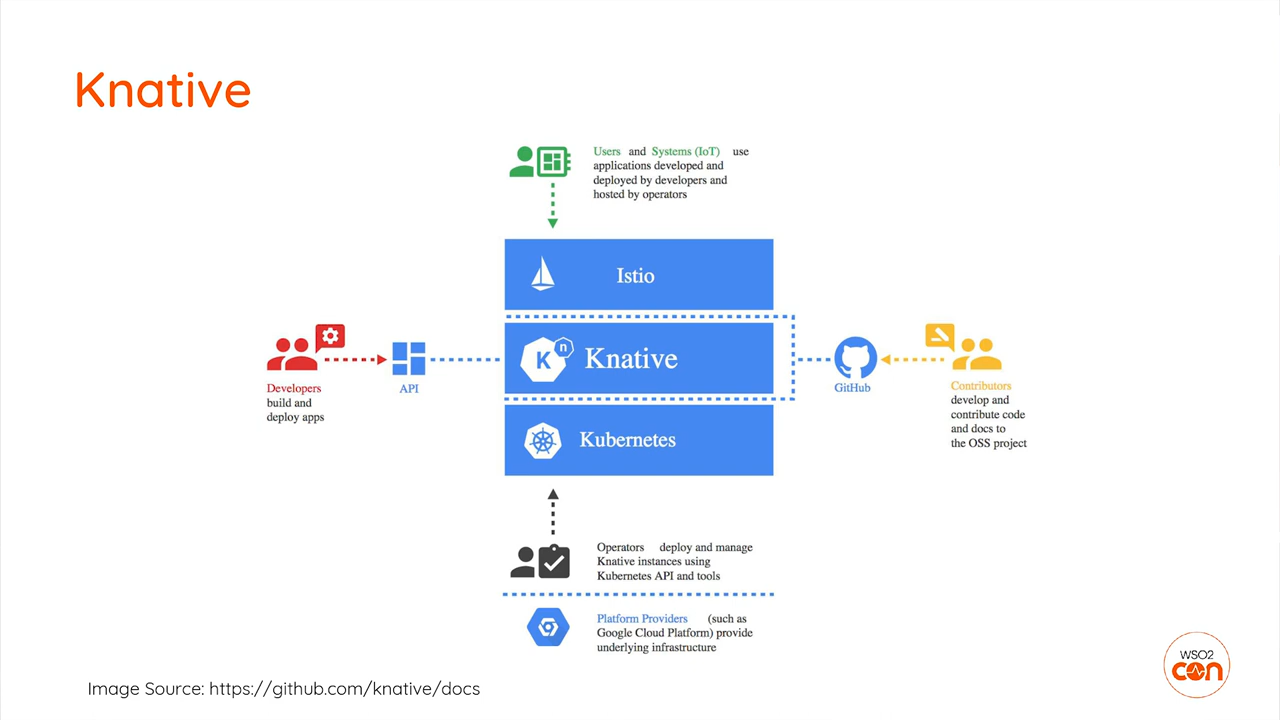 Knative
Users and Systems (IoT) use
applications developed and
deployed by developers and
hosted by operators
Istio
K n Knative
Kubernetes
Developers
build and
deploy apps
API
GitHub
Contributors
develop and
contribute code
and docs to
the OSS project
Operators deploy and manage
Knative instances using
Kubernetes API and tools
Platform Providers (such as
Google Cloud Platform) provide
underlying infrastructure
Image Source: https://github.com/knative/docs
WSO2
con